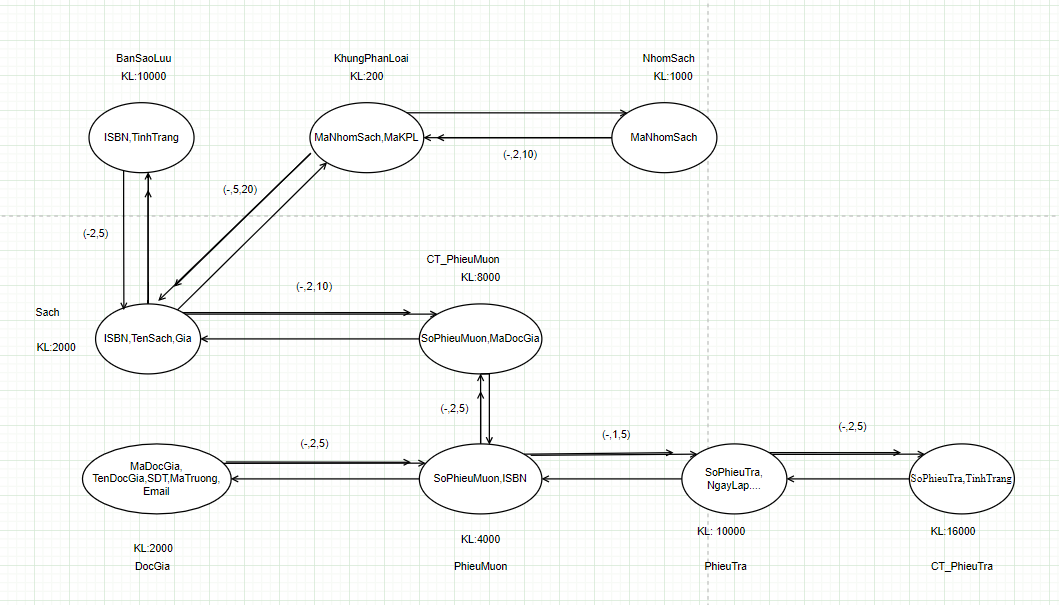 BanSaoLuu
KL:10000
KhungPhanLoai
KL:200
NhomSach
KL:1000
ISBN,TinhTrang
MaNhomSach,MaKPL
MaNhomSach
(-,2,10)
(-,5,20)
(-2,5)
CT_PhieuMuon
KL:8000
(-,2,10)
Sach
KL:2000
ISBN,TenSach,Gia
SoPhieuMuon,MaDocGia
(-,2,5)
(-,2,5)
(-,1,5)
(-,2,5)
MaDocGia,
TenDocGia,SDT,MaTruong,
Email
SoPhieuMuon,ISBN
SoPhieuTra,
NgayLap,...
SoPhieuTra,TinhTrang
KL:2000
DocGia
KL:4000
PhieuMuon
KL: 10000
PhieuTra
KL:16000
CT_PhieuTra